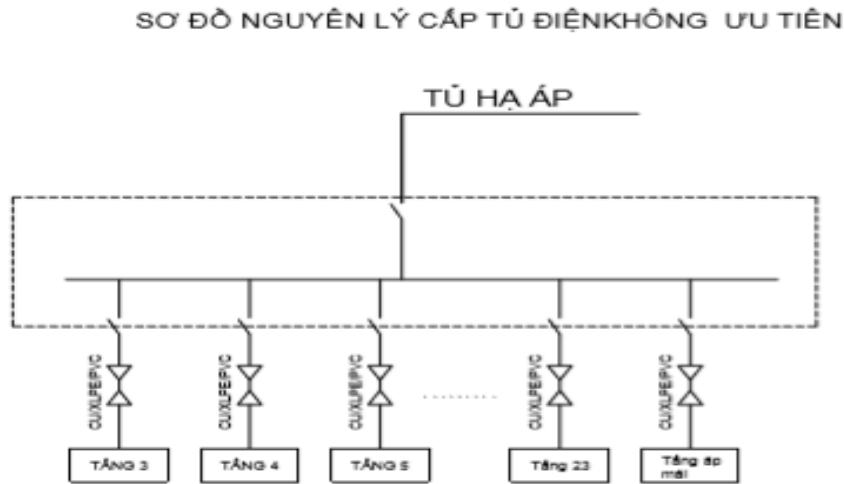 SƠ ĐỒ NGUYÊN LÝ CẤP TỦ ĐIỆNKHÔNG ƯU TIÊN
TỦ HẠ ÁP
CU/XLPE/PVC
CU/XLPE/PVC
CU/XLPE/PVC
CU/XLPE/PVC
CU/XLPE/PVC
..........
TẦNG 3
TẦNG 4
TẦNG 5
Tầng 23
Tầng áp
mái